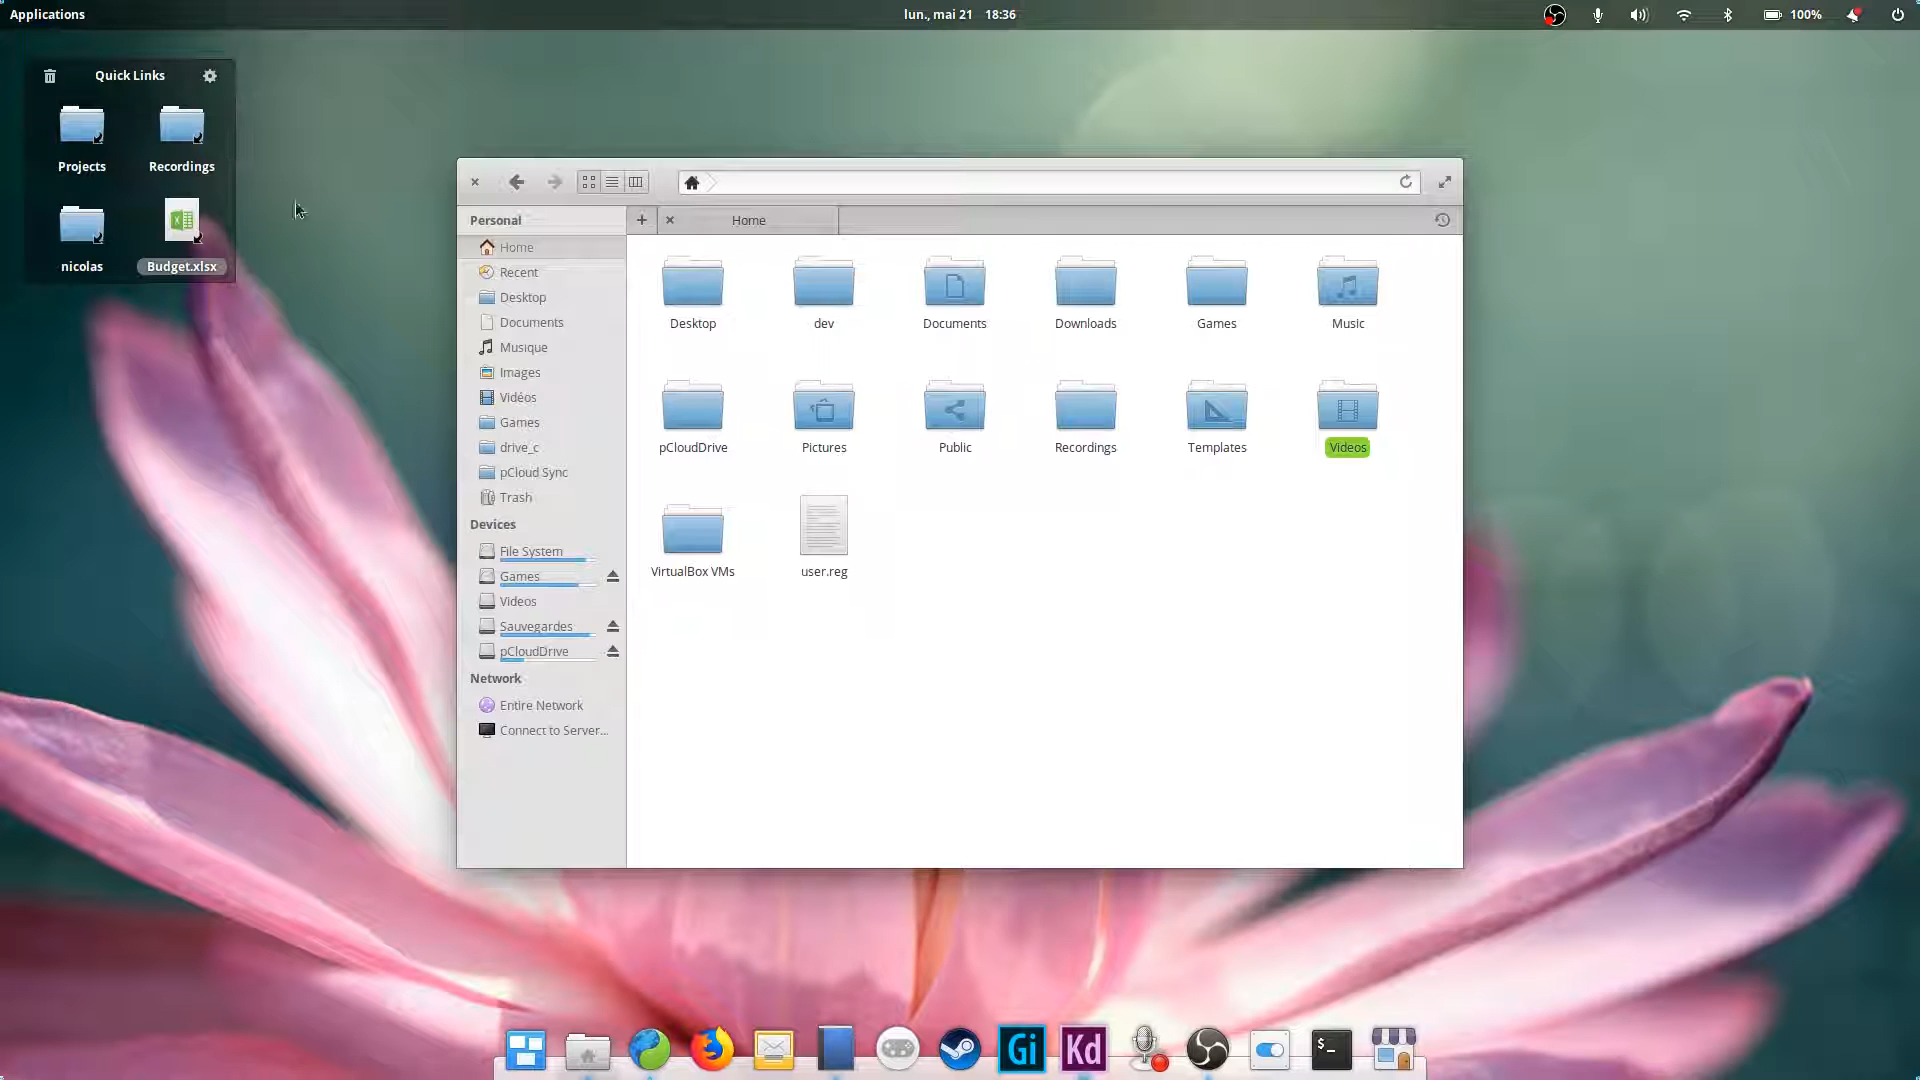 Applications
lun., mai 21 18:36
100%
Quick Links
Projects
Recordings
nicolas
Budget.xlsx
Personal
Home
Recent
Desktop
Documents
Musique
Images
Vidéos
Games
drive_c
pCloud Sync
Trash
Devices
File System
Games
Videos
Sauvegardes
pCloudDrive
Network
Entire Network
Connect to Server...
Home
Desktop
dev
Documents
Downloads
Games
Music
pCloudDrive
Pictures
Public
Recordings
Templates
Videos
VirtualBox VMs
user.reg
Gi
Kd
$_